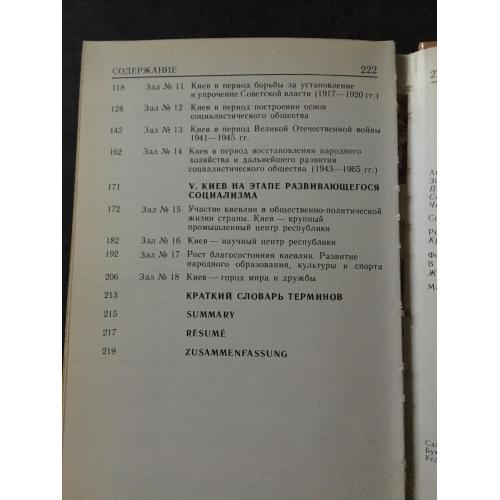 СОДЕРЖАНИЕ 222
118 Зал № 11 Киев в период борьбы за установление
и упрочение Советской власти (1917—1920 гг.)
128 Зал № 12 Киев в период построения основ
социалистического общества
142 Зал № 13 Киев в период Великой Отечественной войны
1941—1945 гг.
162 Зал № 14 Киев в период восстановления народного
хозяйства и дальнейшего развития
социалистического общества (1943—1965 гг.)
171 V. КИЕВ НА ЭТАПЕ РАЗВИВАЮЩЕГОСЯ
СОЦИАЛИЗМА
172 Зал № 15 Участие киевлян в общественно-политической
жизни страны. Киев — крупный
промышленный центр республики
182 Зал № 16 Киев — научный центр республики
192 Зал № 17 Рост благосостояния киевлян. Развитие
народного образования, культуры и спорта
206 Зал № 18 Киев — город мира и дружбы
213 КРАТКИЙ СЛОВАРЬ ТЕРМИНОВ
215 SUMMARY
217 RÉSUMÉ
219 ZUSAMMENFASSUNG